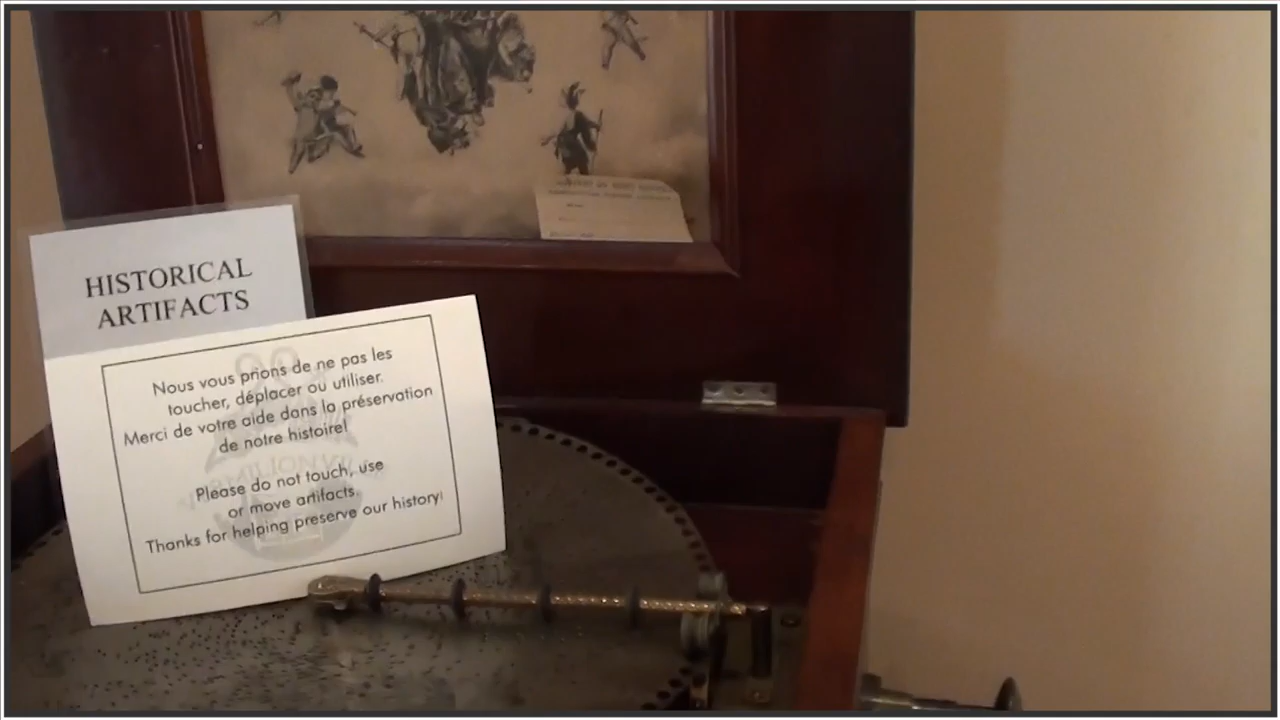 HISTORICAL
ARTIFACTS
Nous vous prions de ne pas les
toucher, déplacer ou utiliser.
Merci de votre aide dans la préservation
de notre histoire!
Please do not touch, use
or move artifacts.
Thanks for helping preserve our history!